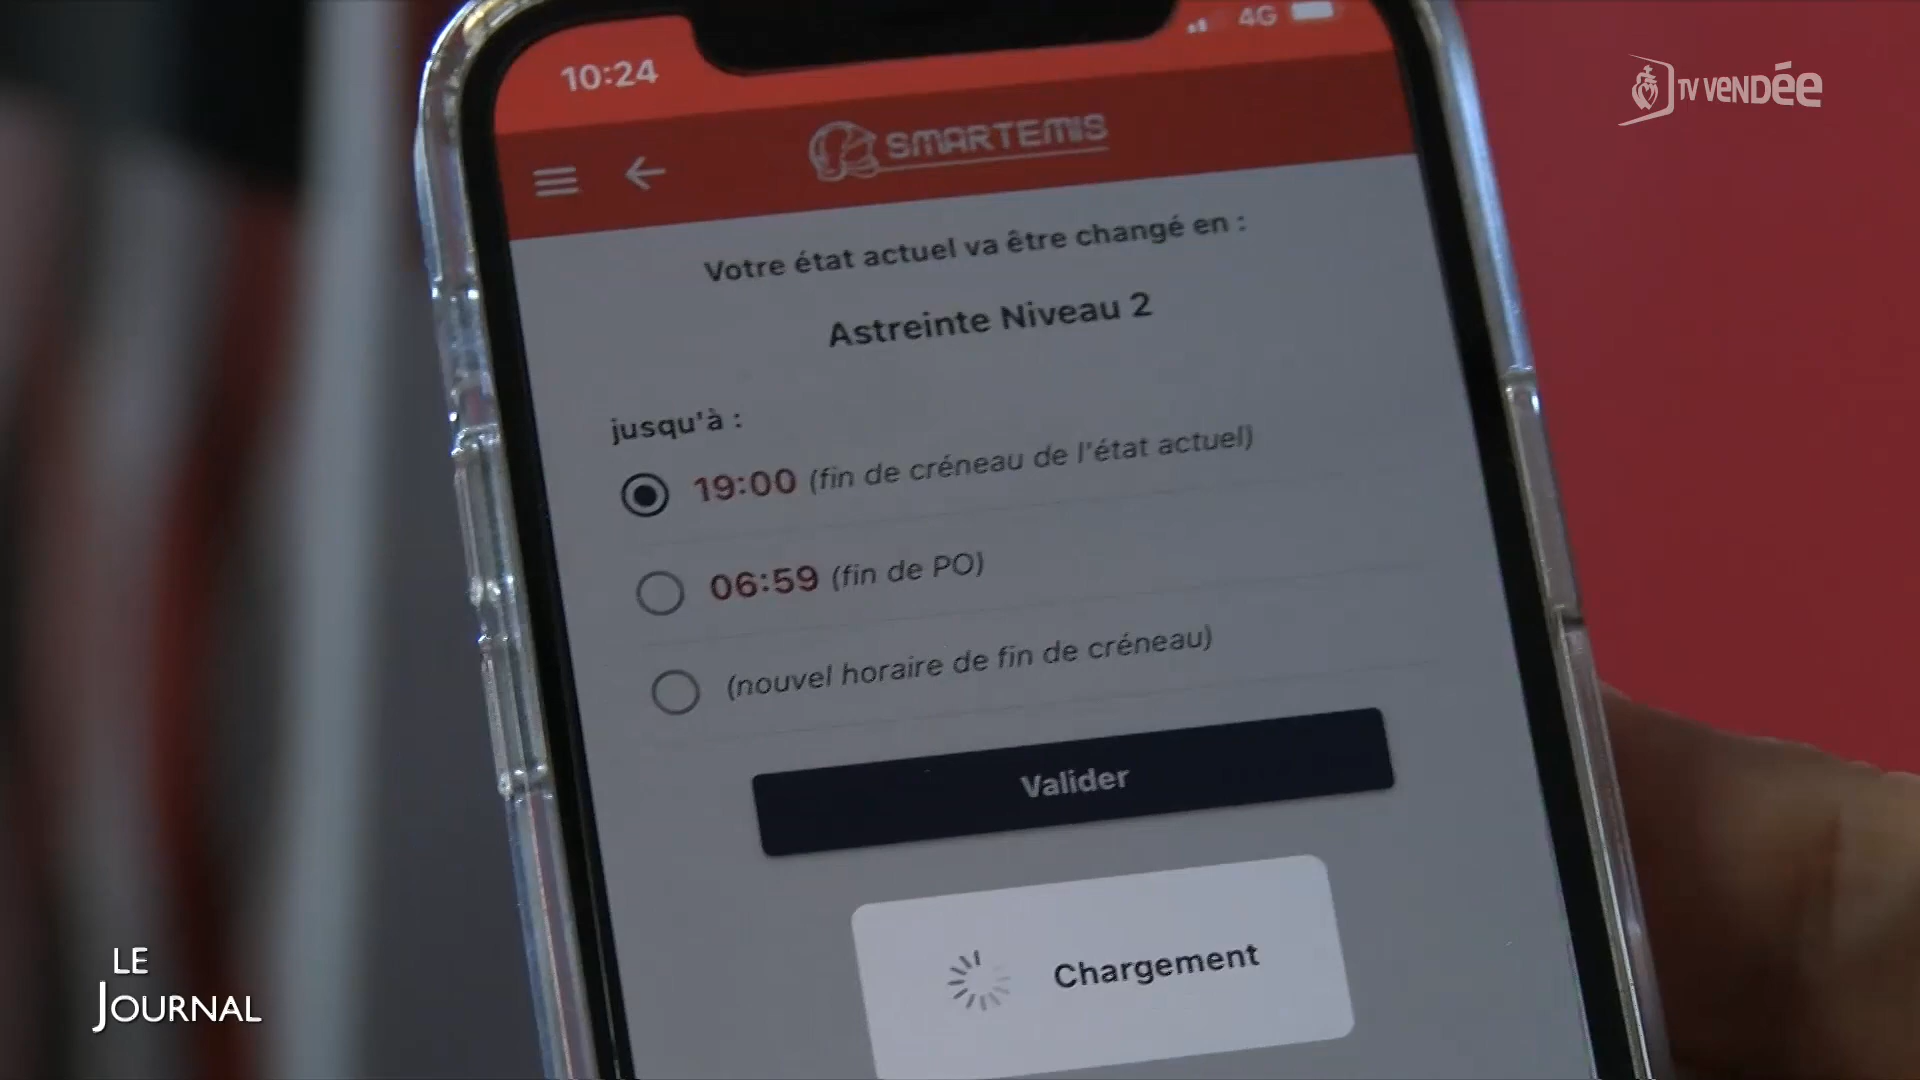 10:24
4G
TV VENDÉE
SMARTEMIS
Votre état actuel va être changé en :
Astreinte Niveau 2
jusqu'à :
19:00 (fin de créneau de l'état actuel)
06:59 (fin de PO)
(nouvel horaire de fin de créneau)
Valider
Chargement
LE
JOURNAL